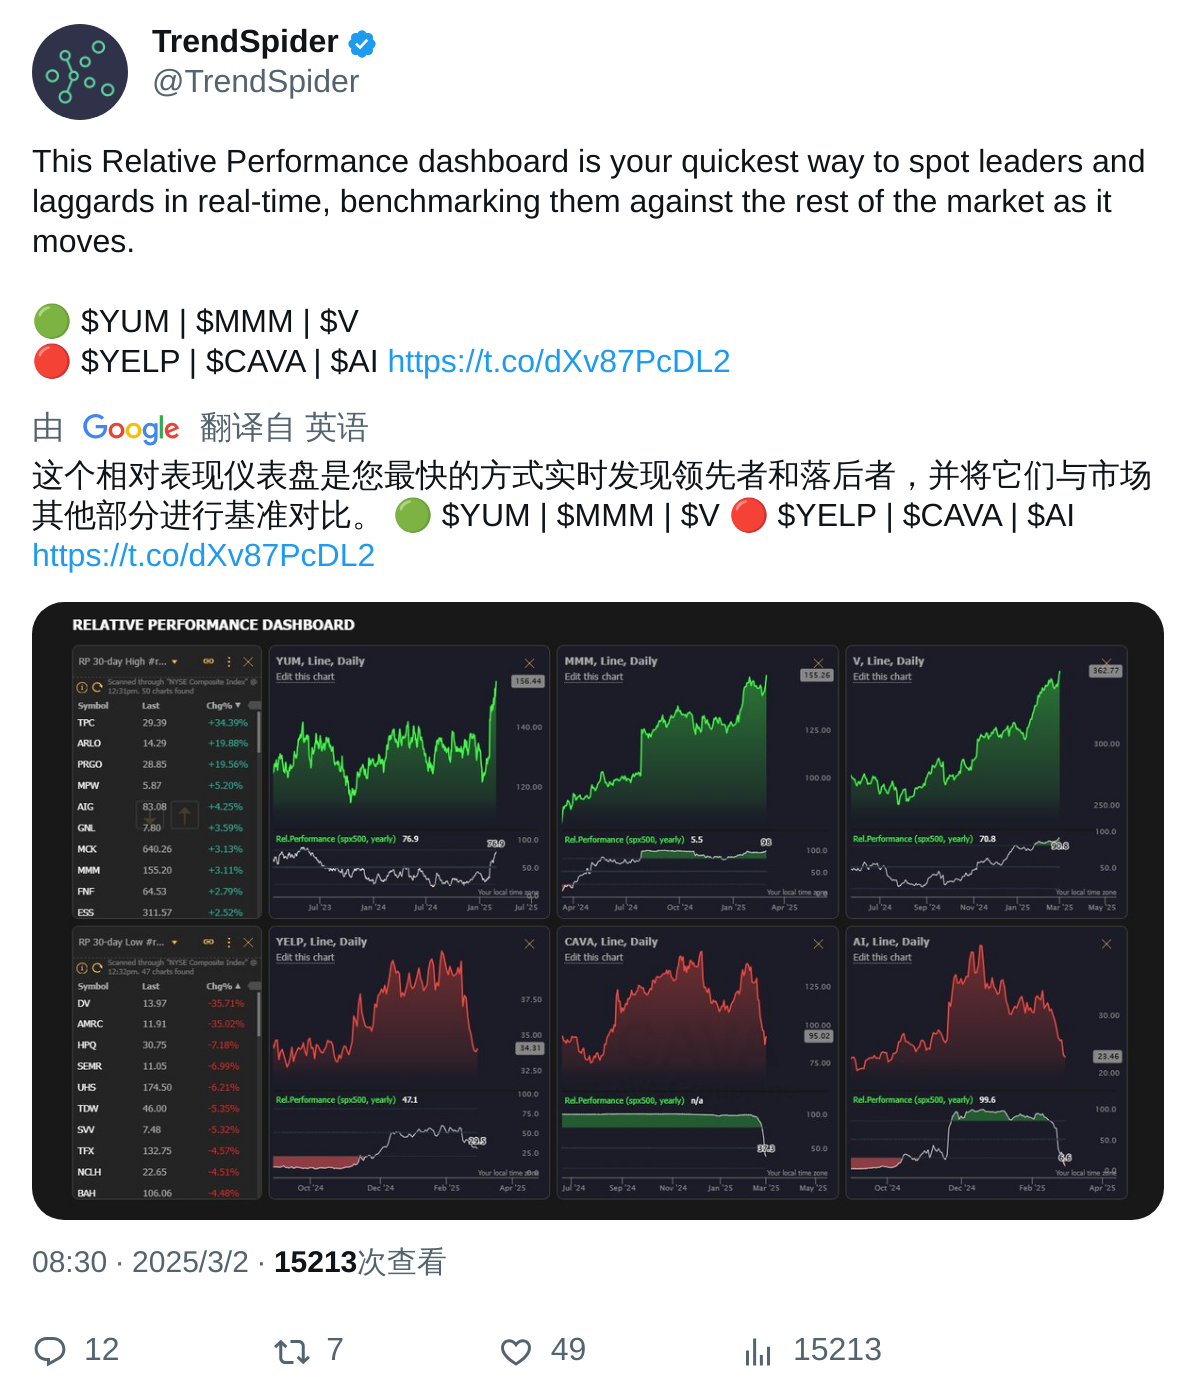 TrendSpider
@TrendSpider
This Relative Performance dashboard is your quickest way to spot leaders and
laggards in real-time, benchmarking them against the rest of the market as it
moves.
🟢 $YUM | $MMM | $V
🔴 $YELP | $CAVA | $AI https://t.co/dXv87PcDL2
由 Google 翻译自 英语
这个相对表现仪表盘是您最快的方式实时发现领先者和落后者，并将它们与市场
其他部分进行基准对比。 🟢 $YUM | $MMM | $V 🔴 $YELP | $CAVA | $AI
https://t.co/dXv87PcDL2
RELATIVE PERFORMANCE DASHBOARD
RP 30-day High #r...
Scanned through "NYSE Composite Index" @
12:31pm. 50 charts found
Symbol Last Chg% ▼
TPC 29.39 +34.39%
ARLO 14.29 +19.88%
PRGO 28.85 +19.56%
MPW 5.87 +5.20%
AIG 83.08 +4.25%
GNL 7.80 +3.59%
MCK 640.26 +3.13%
MMM 155.20 +3.11%
FNF 64.53 +2.79%
ESS 311.57 +2.52%
YUM, Line, Daily
Edit this chart
156.44
140.00
120.00
Rel.Performance (spx500, yearly) 76.9
76.9
100.0
50.0
Your local time zone
Jul '23 Jan '24 Jul '24 Jan '25 Jul '25
MMM, Line, Daily
Edit this chart
155.26
125.00
100.00
Rel.Performance (spx500, yearly) 5.5
98
100.0
50.0
Your local time zone
Apr '24 Jul '24 Oct '24 Jan '25 Apr '25
V, Line, Daily
Edit this chart
362.77
300.00
250.00
Rel.Performance (spx500, yearly) 70.8
100.0
90.8
50.0
Your local time zone
Jul '24 Sep '24 Nov '24 Jan '25 Mar '25 May '25
RP 30-day Low #r...
Scanned through "NYSE Composite Index" @
12:32pm. 47 charts found
Symbol Last Chg% ▲
DV 13.97 -35.71%
AMRC 11.91 -35.02%
HPQ 30.75 -7.18%
SEMR 11.05 -6.99%
UHS 174.50 -6.21%
TDW 46.00 -5.35%
SVV 7.48 -5.32%
TFX 132.75 -4.57%
NCLH 22.65 -4.51%
BAH 106.06 -4.48%
YELP, Line, Daily
Edit this chart
37.50
35.00
34.31
32.50
Rel.Performance (spx500, yearly) 47.1
100.0
75.0
50.0
29.5
25.0
Your local time zone
Oct '24 Dec '24 Feb '25 Apr '25
CAVA, Line, Daily
Edit this chart
125.00
100.00
95.02
75.00
Rel.Performance (spx500, yearly) n/a
100.0
37.3
50.0
Your local time zone
Jul '24 Sep '24 Nov '24 Jan '25 Mar '25 May '25
AI, Line, Daily
Edit this chart
30.00
23.46
20.00
Rel.Performance (spx500, yearly) 99.6
100.0
50.0
6.6
Your local time zone
Oct '24 Dec '24 Feb '25 Apr '25
08:30 · 2025/3/2 · 15213次查看
12 7 49 15213